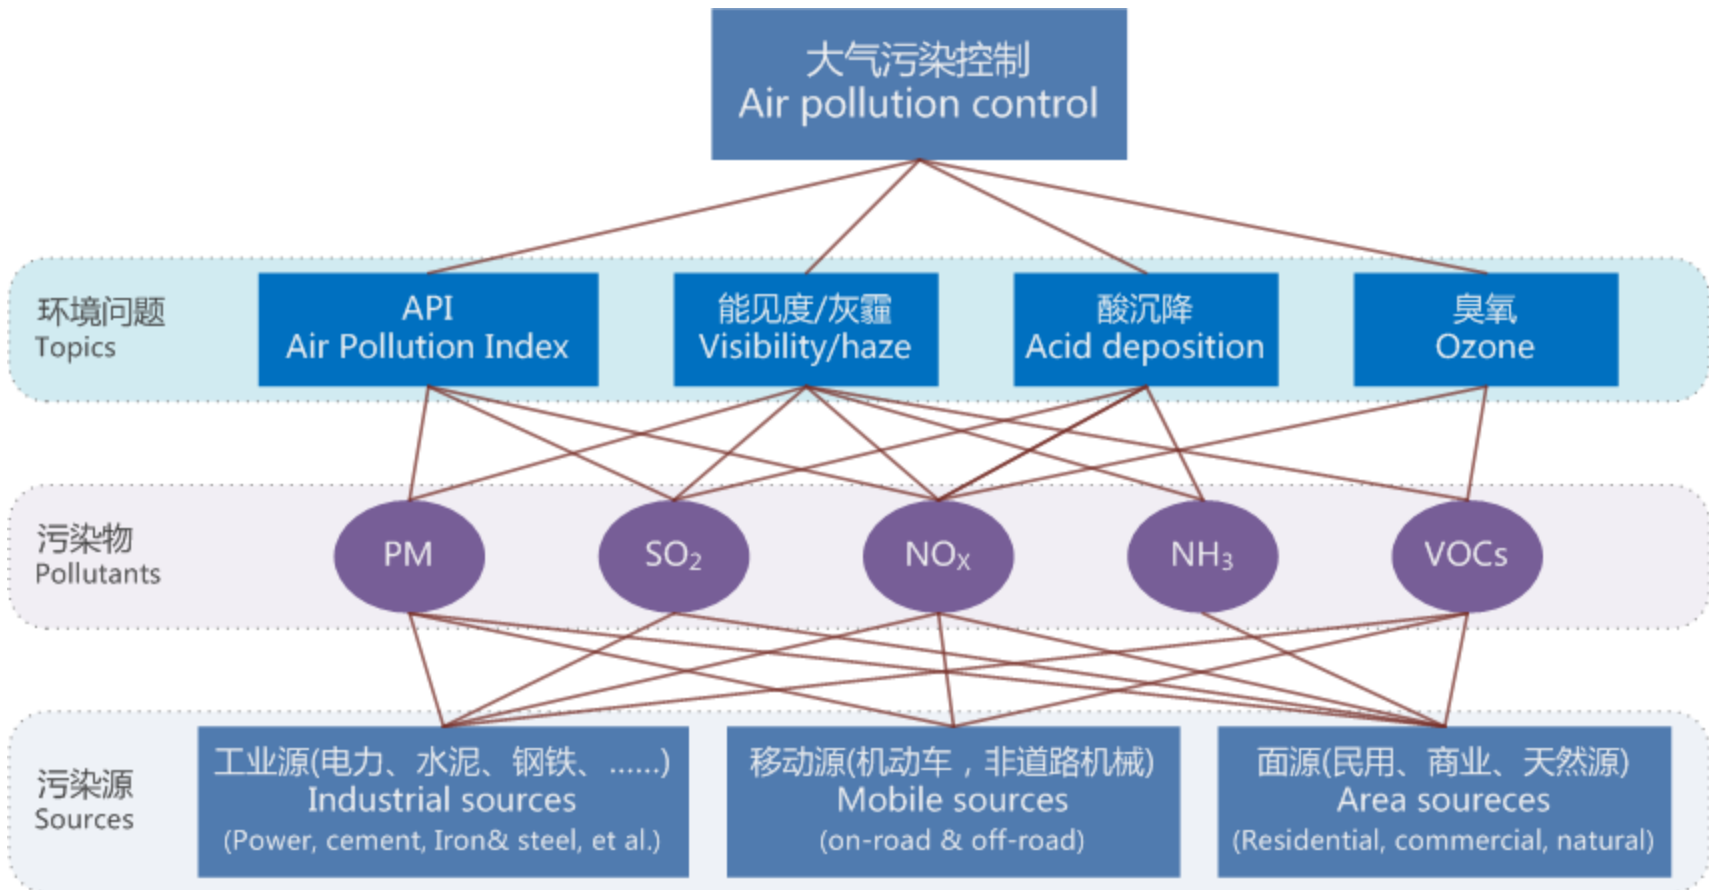 大气污染控制
Air pollution control
环境问题
Topics
API
Air Pollution Index
能见度/灰霾
Visibility/haze
酸沉降
Acid deposition
臭氧
Ozone
污染物
Pollutants
PM
SO₂
NOₓ
NH₃
VOCs
污染源
Sources
工业源(电力、水泥、钢铁、……)
Industrial sources
(Power, cement, Iron& steel, et al.)
移动源(机动车，非道路机械)
Mobile sources
(on-road & off-road)
面源(民用、商业、天然源)
Area soureces
(Residential, commercial, natural)